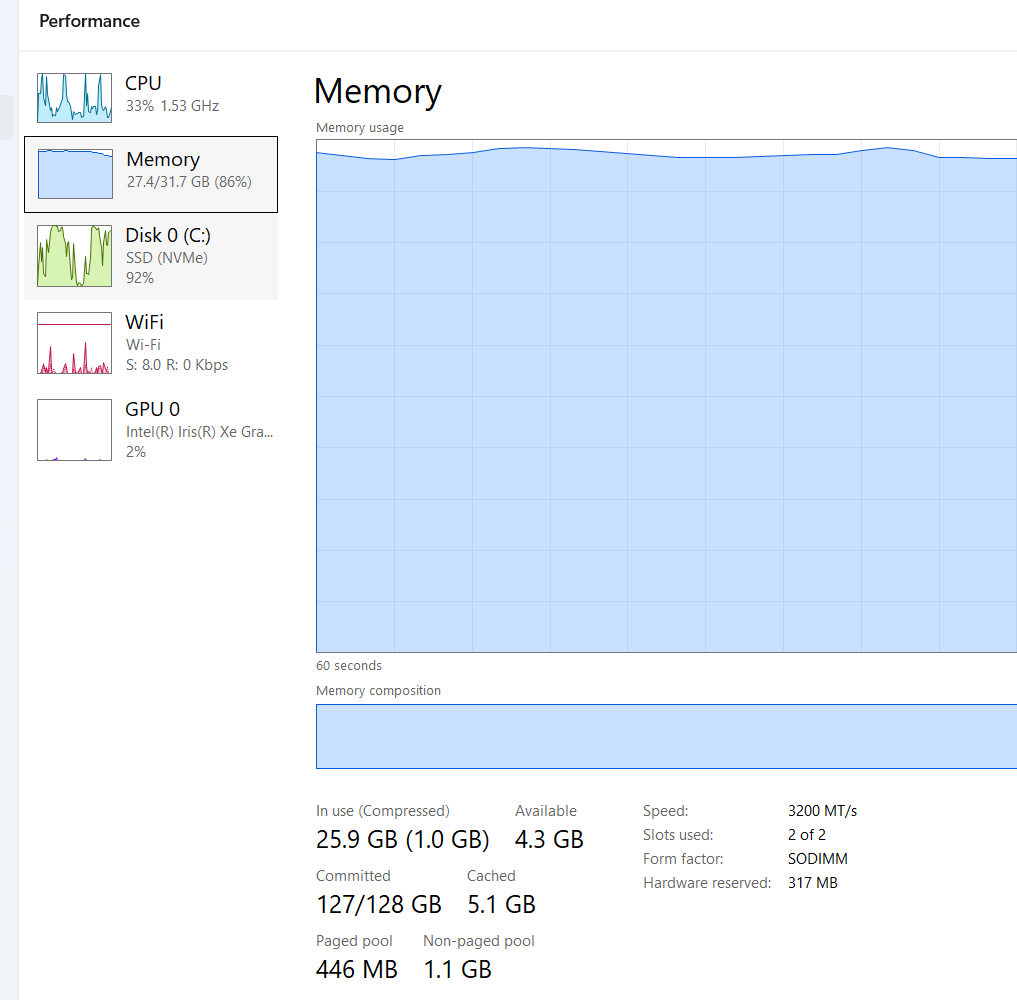 Performance
CPU
33% 1.53 GHz
Memory
27.4/31.7 GB (86%)
Disk 0 (C:)
SSD (NVMe)
92%
WiFi
Wi-Fi
S: 8.0 R: 0 Kbps
GPU 0
Intel(R) Iris(R) Xe Gra...
2%
Memory
Memory usage
60 seconds
Memory composition
In use (Compressed)
25.9 GB (1.0 GB)
Available
4.3 GB
Committed
127/128 GB
Cached
5.1 GB
Paged pool
446 MB
Non-paged pool
1.1 GB
Speed: 3200 MT/s
Slots used: 2 of 2
Form factor: SODIMM
Hardware reserved: 317 MB